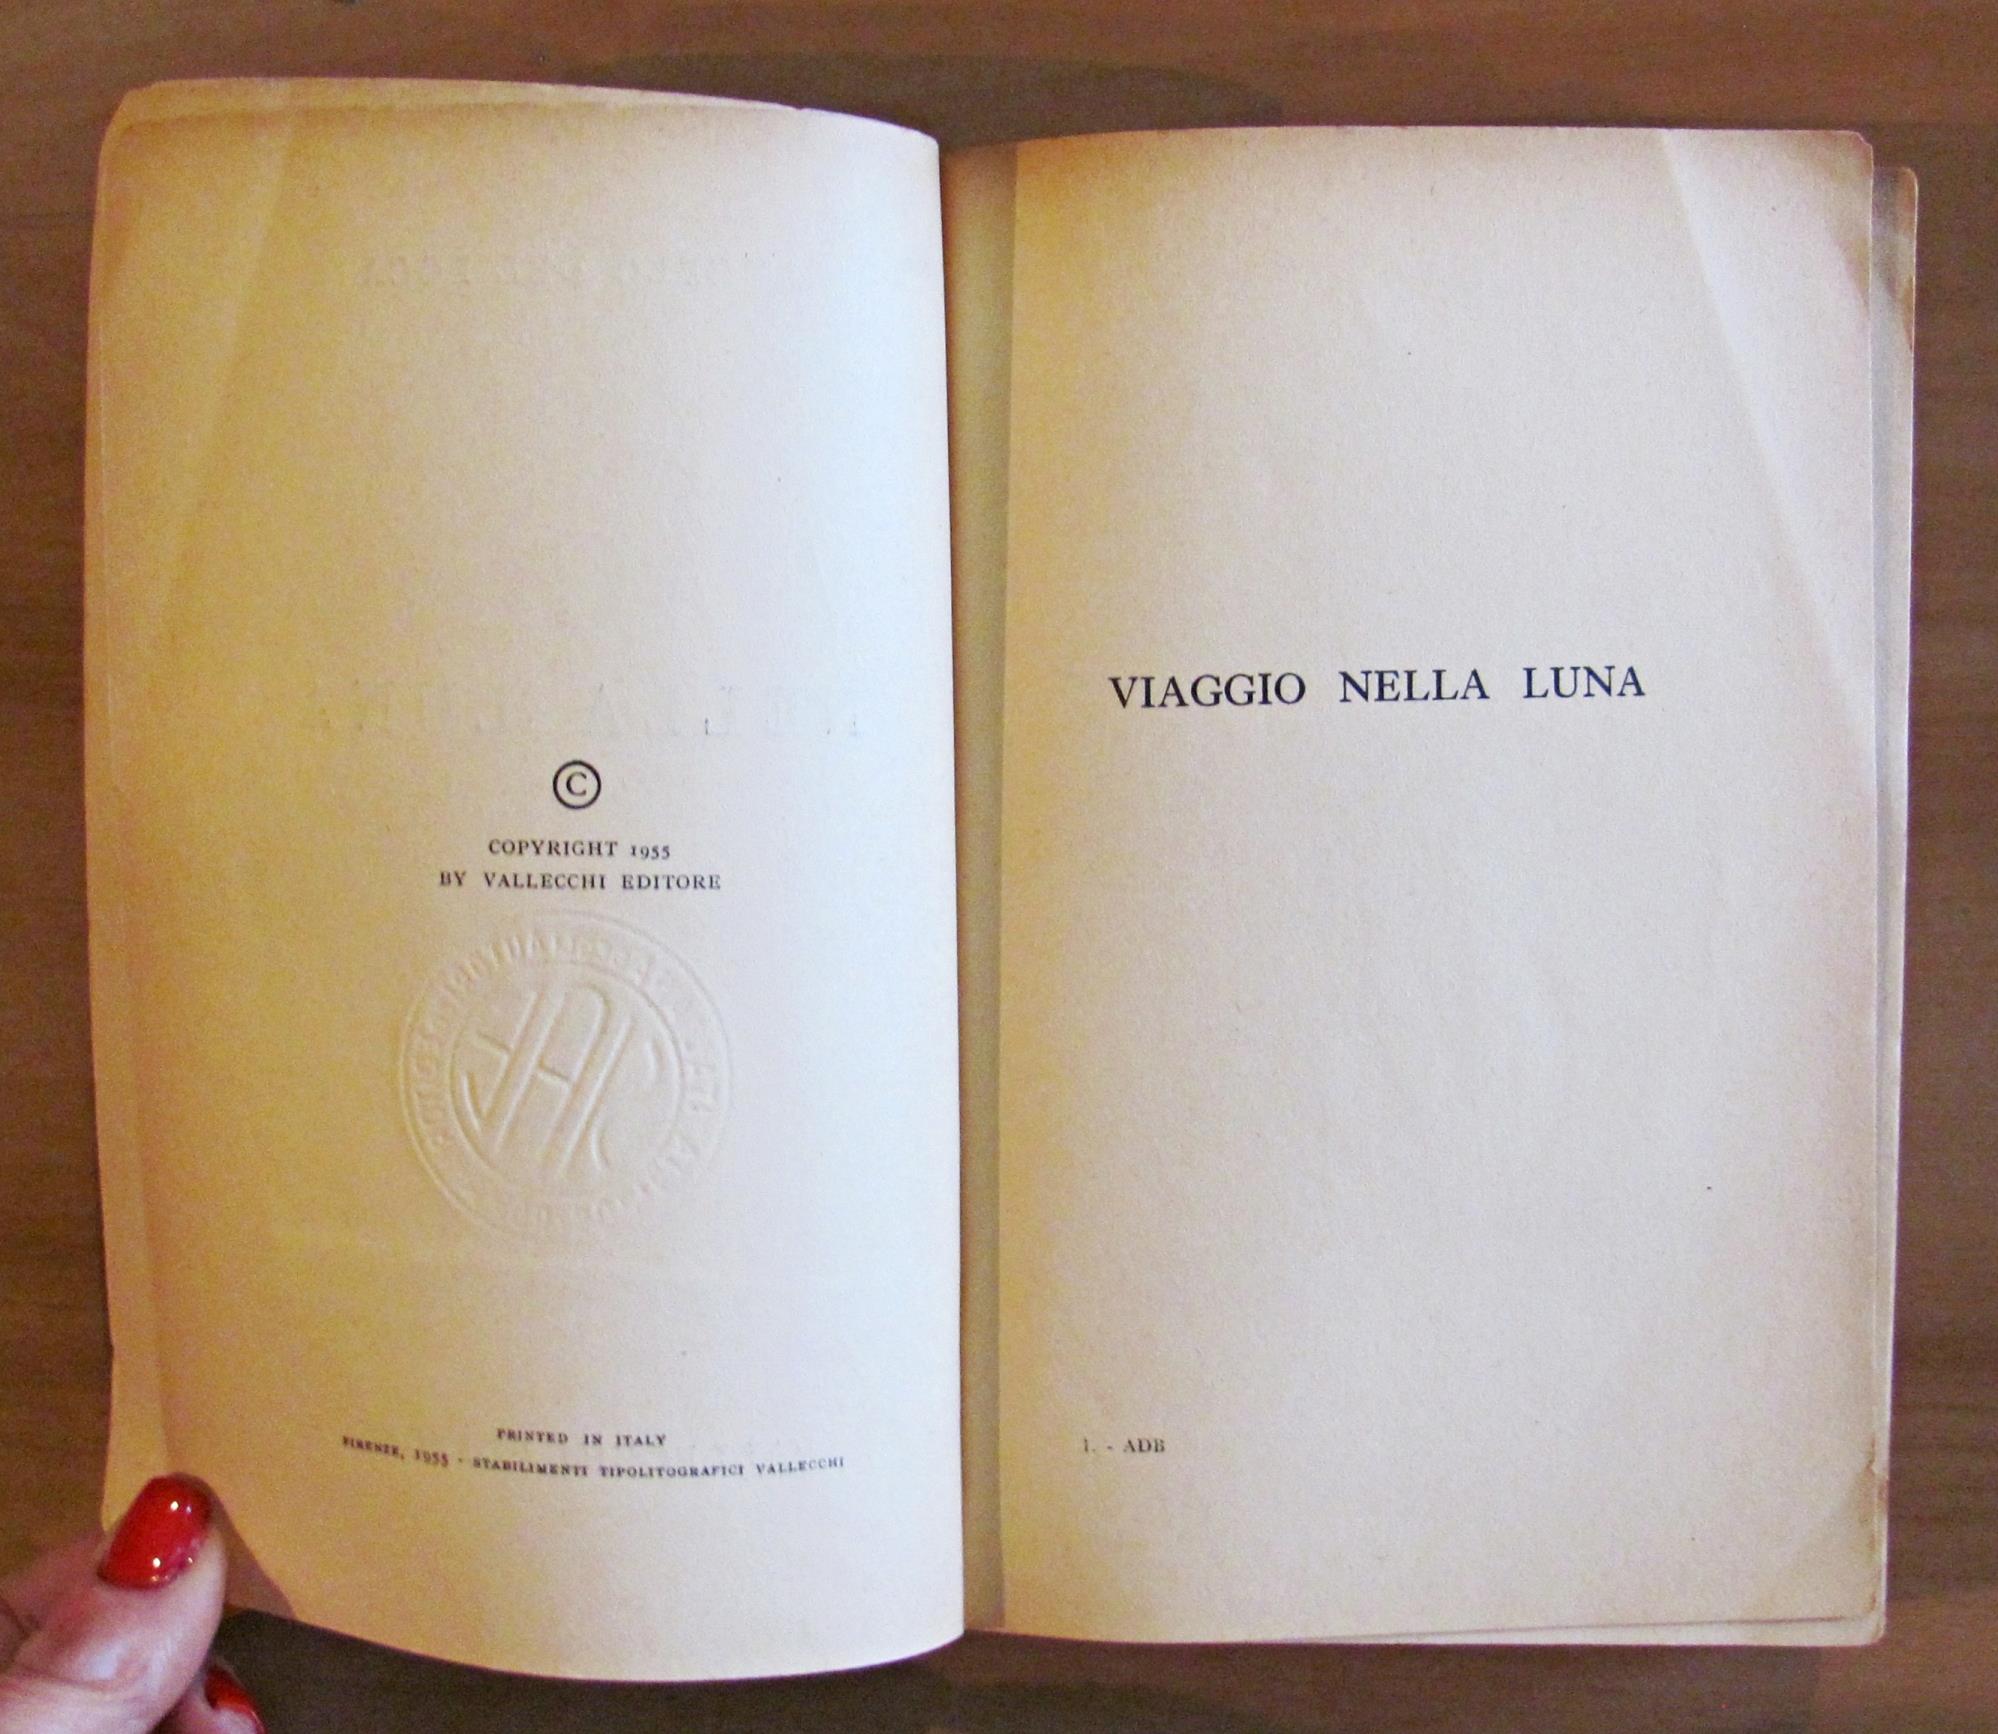 ©
COPYRIGHT 1955
BY VALLECCHI EDITORE
PRINTED IN ITALY
FIRENZE, 1955 - STABILIMENTI TIPOLITOGRAFICI VALLECCHI
VIAGGIO NELLA LUNA
1. - ADB